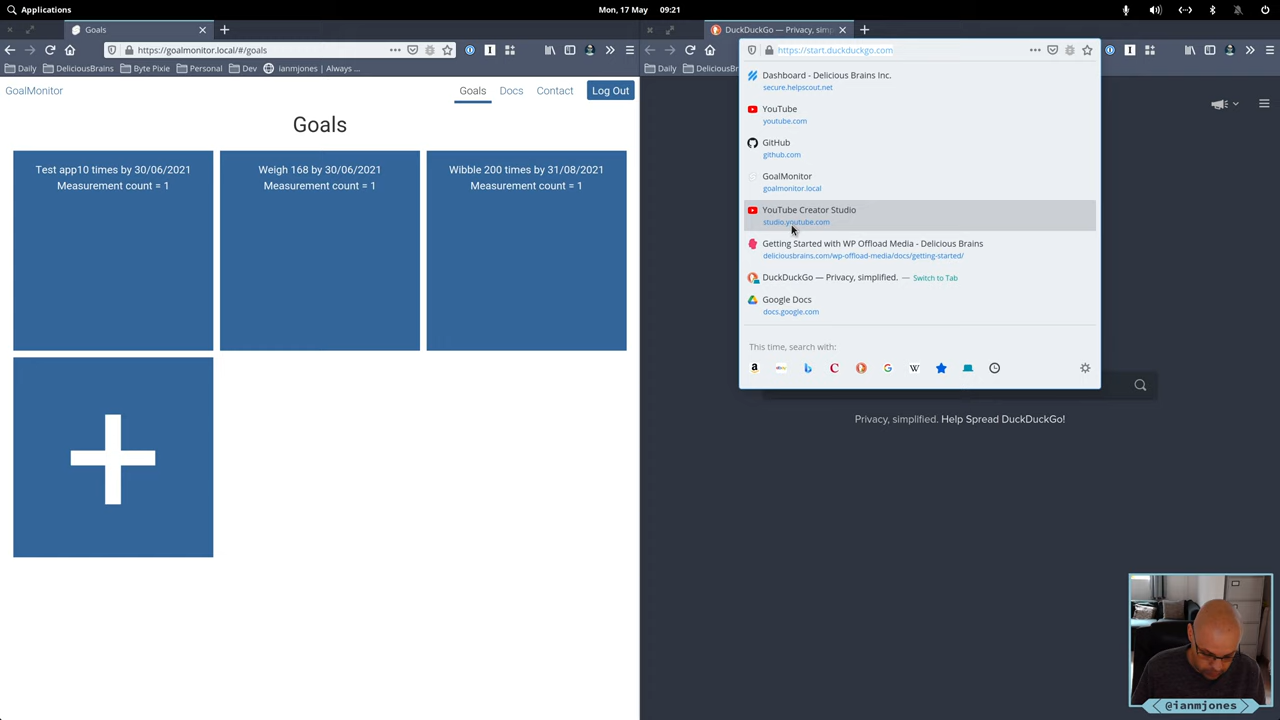 Applications
Mon, 17 May 09:21
Goals
https://goalmonitor.local/#/goals
Daily DeliciousBrains Byte Pixie Personal Dev ianmjones | Always ...
GoalMonitor
Goals Docs Contact Log Out
Goals
Test app10 times by 30/06/2021
Measurement count = 1
Weigh 168 by 30/06/2021
Measurement count = 1
Wibble 200 times by 31/08/2021
Measurement count = 1
DuckDuckGo — Privacy, simp
https://start.duckduckgo.com
Daily DeliciousBra
Dashboard - Delicious Brains Inc.
secure.helpscout.net
YouTube
youtube.com
GitHub
github.com
GoalMonitor
goalmonitor.local
YouTube Creator Studio
studio.youtube.com
Getting Started with WP Offload Media - Delicious Brains
deliciousbrains.com/wp-offload-media/docs/getting-started/
DuckDuckGo — Privacy, simplified. — Switch to Tab
Google Docs
docs.google.com
This time, search with:
Privacy, simplified. Help Spread DuckDuckGo!
@ianmjones